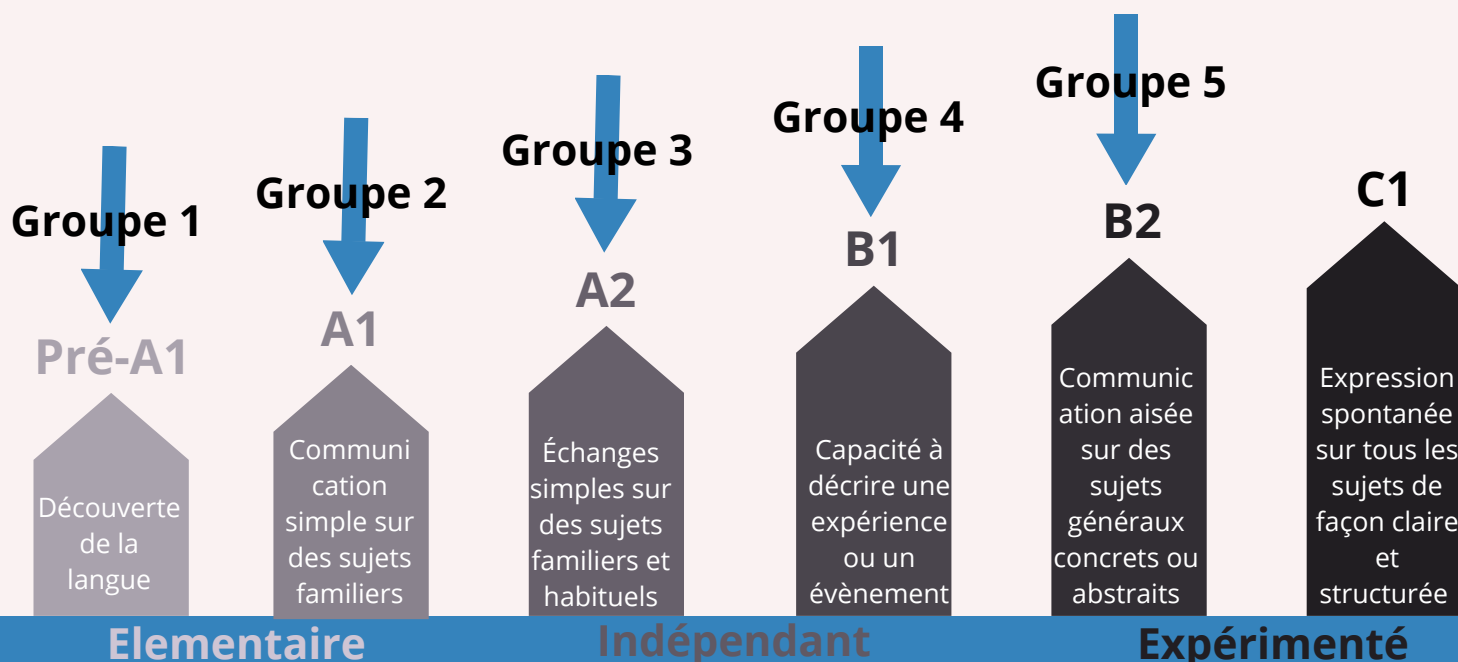 Groupe 1
Groupe 2
Groupe 3
Groupe 4
Groupe 5
Pré-A1
A1
A2
B1
B2
C1
Découverte
de la
langue
Communi
cation
simple sur
des sujets
familiers
Échanges
simples sur
des sujets
familiers et
habituels
Capacité à
décrire une
expérience
ou un
évènement
Communic
ation aisée
sur des
sujets
généraux
concrets ou
abstraits
Expression
spontanée
sur tous les
sujets de
façon claire
et
structurée
Elementaire
Indépendant
Expérimenté